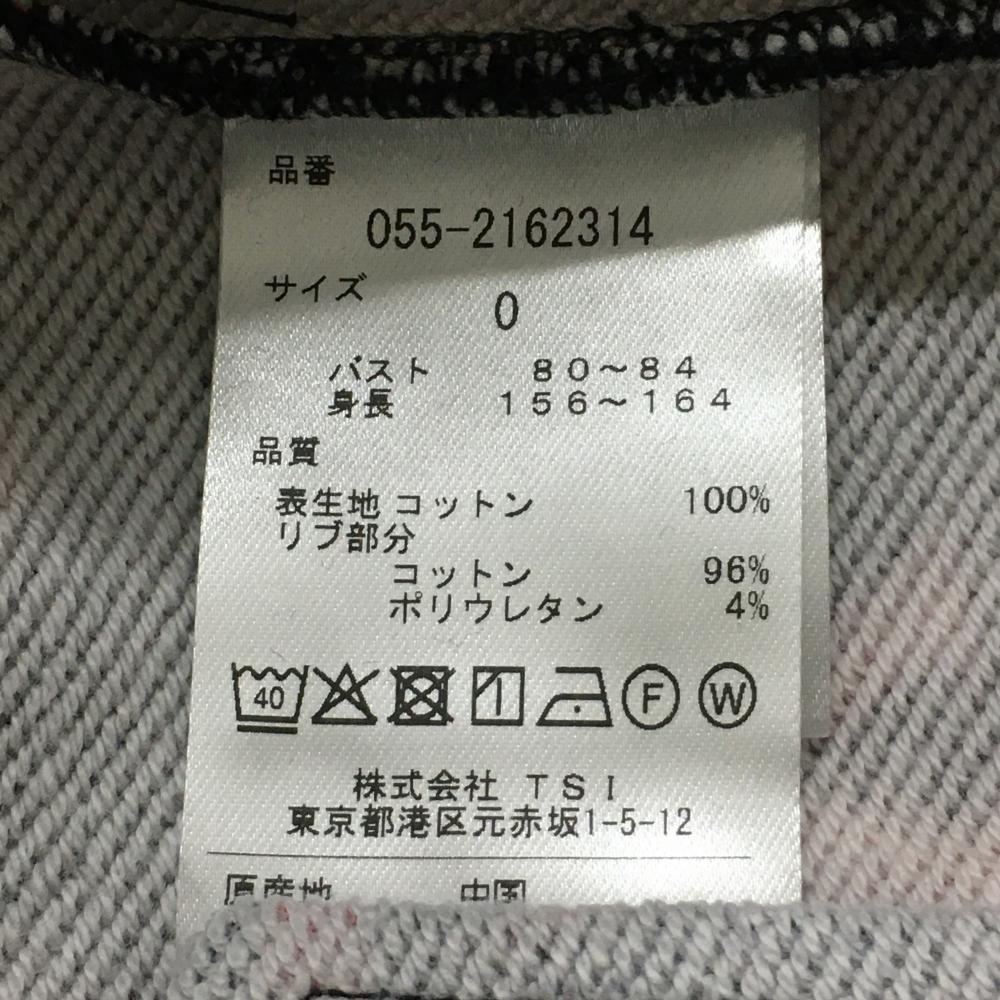 品番
055-2162314
サイズ
0
バスト 80~84
身長 156~164
品質
表生地 コットン 100%
リブ部分
コットン 96%
ポリウレタン 4%
40 F W
株式会社 TSI
東京都港区元赤坂1-5-12
原産地 中国